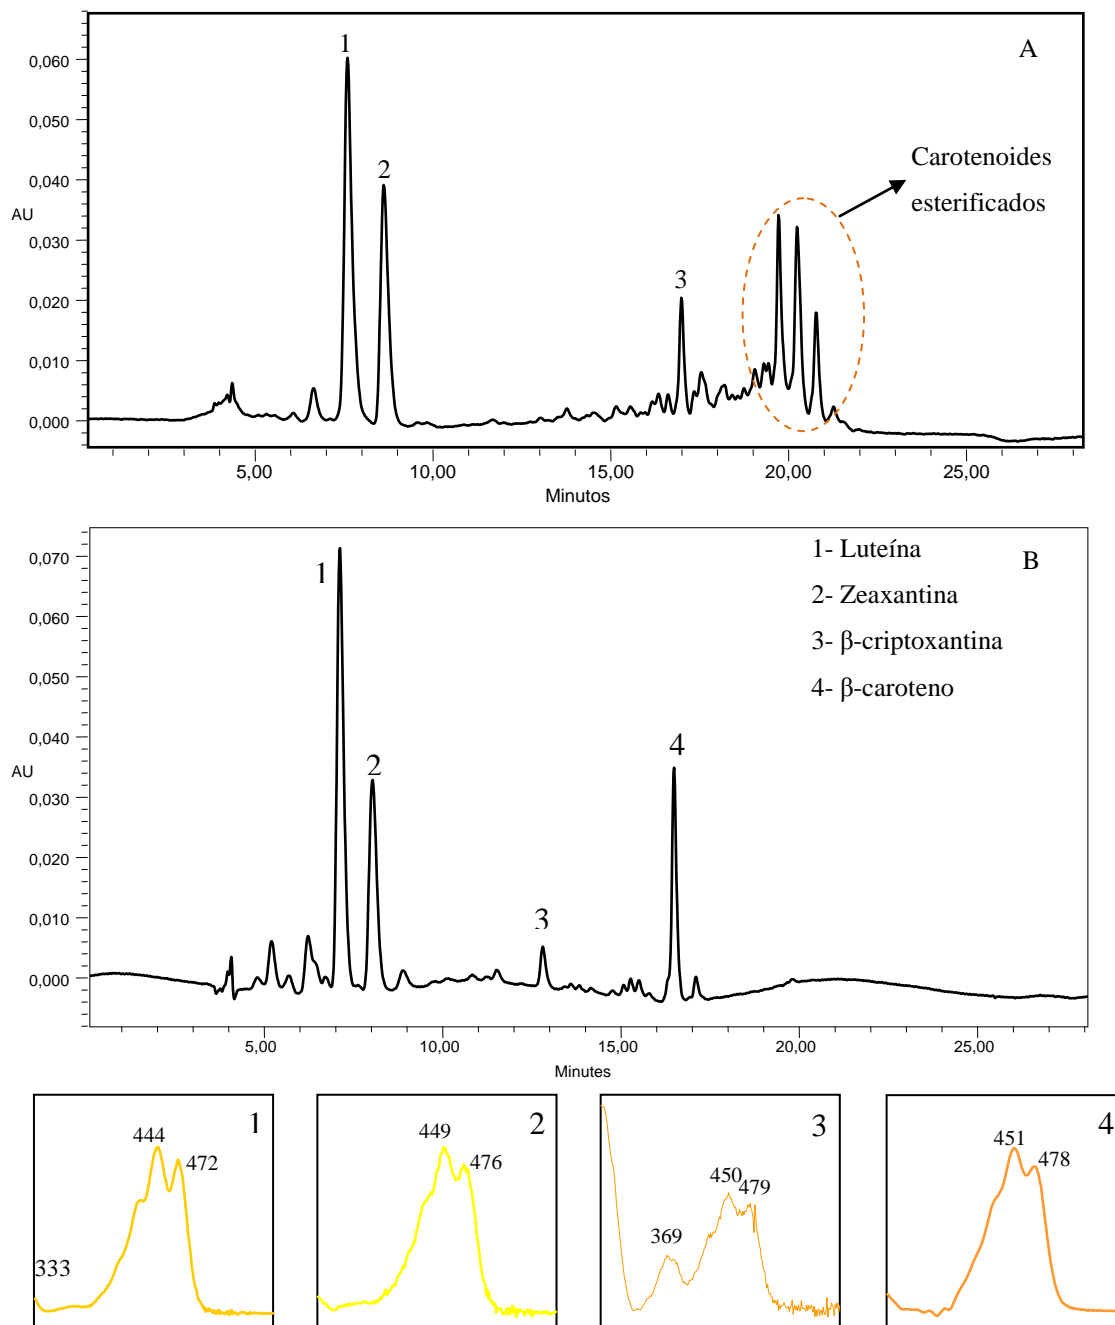 A
0,060
0,050
0,040
0,030
0,020
0,010
0,000
AU
1
2
3
Carotenoides
esterificados
5,00 10,00 15,00 20,00 25,00
Minutos
B
0,070
0,060
0,050
0,040
0,030
0,020
0,010
0,000
AU
1
2
3
4
1- Luteína
2- Zeaxantina
3- β-criptoxantina
4- β-caroteno
5,00 10,00 15,00 20,00 25,00
Minutes
1
444
472
333
2
449
476
3
450
479
369
4
451
478